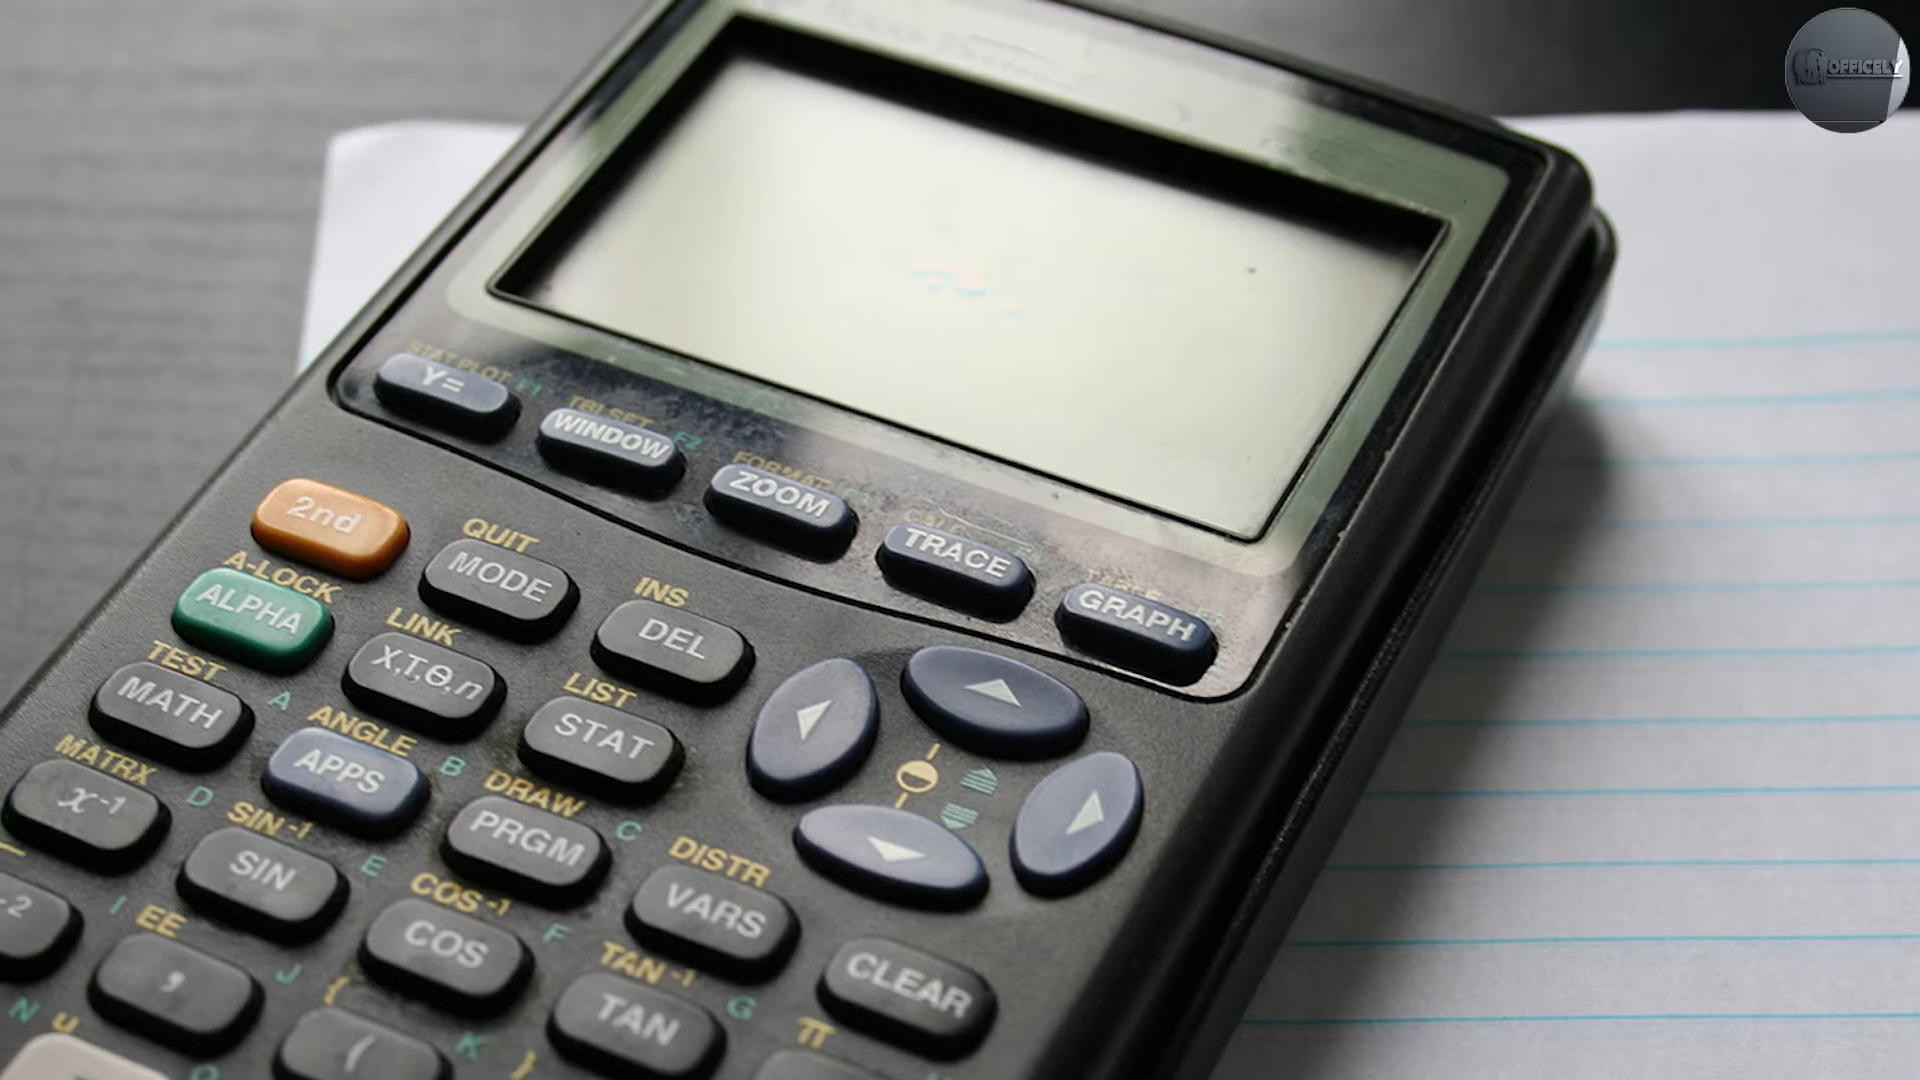 OFFICELY
STAT PLOT F1
Y=
TBLSET F2
WINDOW
FORMAT F3
ZOOM
CALC
TRACE
GRAPH
2nd
QUIT
MODE
INS
DEL
A-LOCK
ALPHA
LINK
X,T,Θ,n
LIST
STAT
TEST A
MATH
ANGLE B
APPS
DRAW C
PRGM
DISTR
VARS
CLEAR
MATRX D
x-1
SIN-1 E
SIN
COS-1 F
COS
TAN-1 G
TAN
π
I
EE J
,
{ K
(
}
N
u O